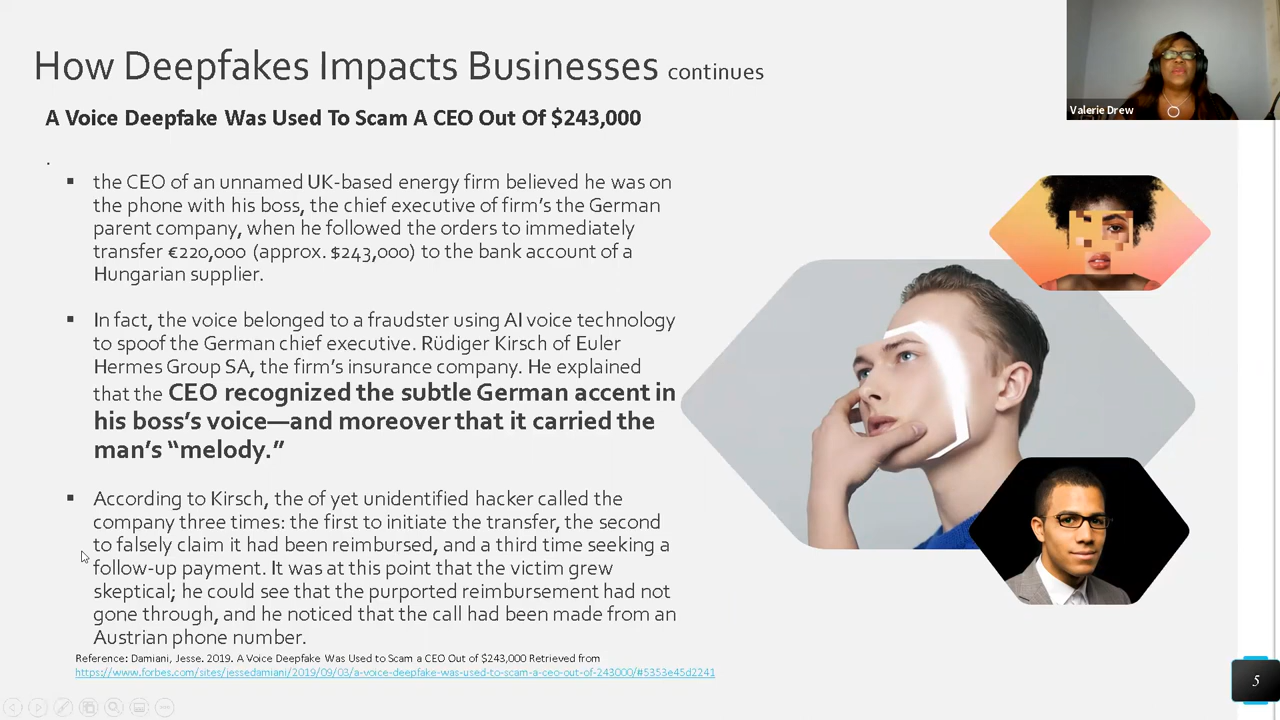 How Deepfakes Impacts Businesses continues
Valerie Drew
A Voice Deepfake Was Used To Scam A CEO Out Of $243,000
.
▪ the CEO of an unnamed UK-based energy firm believed he was on
the phone with his boss, the chief executive of firm's the German
parent company, when he followed the orders to immediately
transfer €220,000 (approx. $243,000) to the bank account of a
Hungarian supplier.
▪ In fact, the voice belonged to a fraudster using AI voice technology
to spoof the German chief executive. Rüdiger Kirsch of Euler
Hermes Group SA, the firm's insurance company. He explained
that the CEO recognized the subtle German accent in
his boss's voice—and moreover that it carried the
man's “melody.”
▪ According to Kirsch, the of yet unidentified hacker called the
company three times: the first to initiate the transfer, the second
to falsely claim it had been reimbursed, and a third time seeking a
follow-up payment. It was at this point that the victim grew
skeptical; he could see that the purported reimbursement had not
gone through, and he noticed that the call had been made from an
Austrian phone number.
Reference: Damiani, Jesse. 2019. A Voice Deepfake Was Used to Scam a CEO Out of $243,000 Retrieved from
https://www.forbes.com/sites/jessedamiani/2019/09/03/a-voice-deepfake-was-used-to-scam-a-ceo-out-of-243000/#5353e45d2241
5